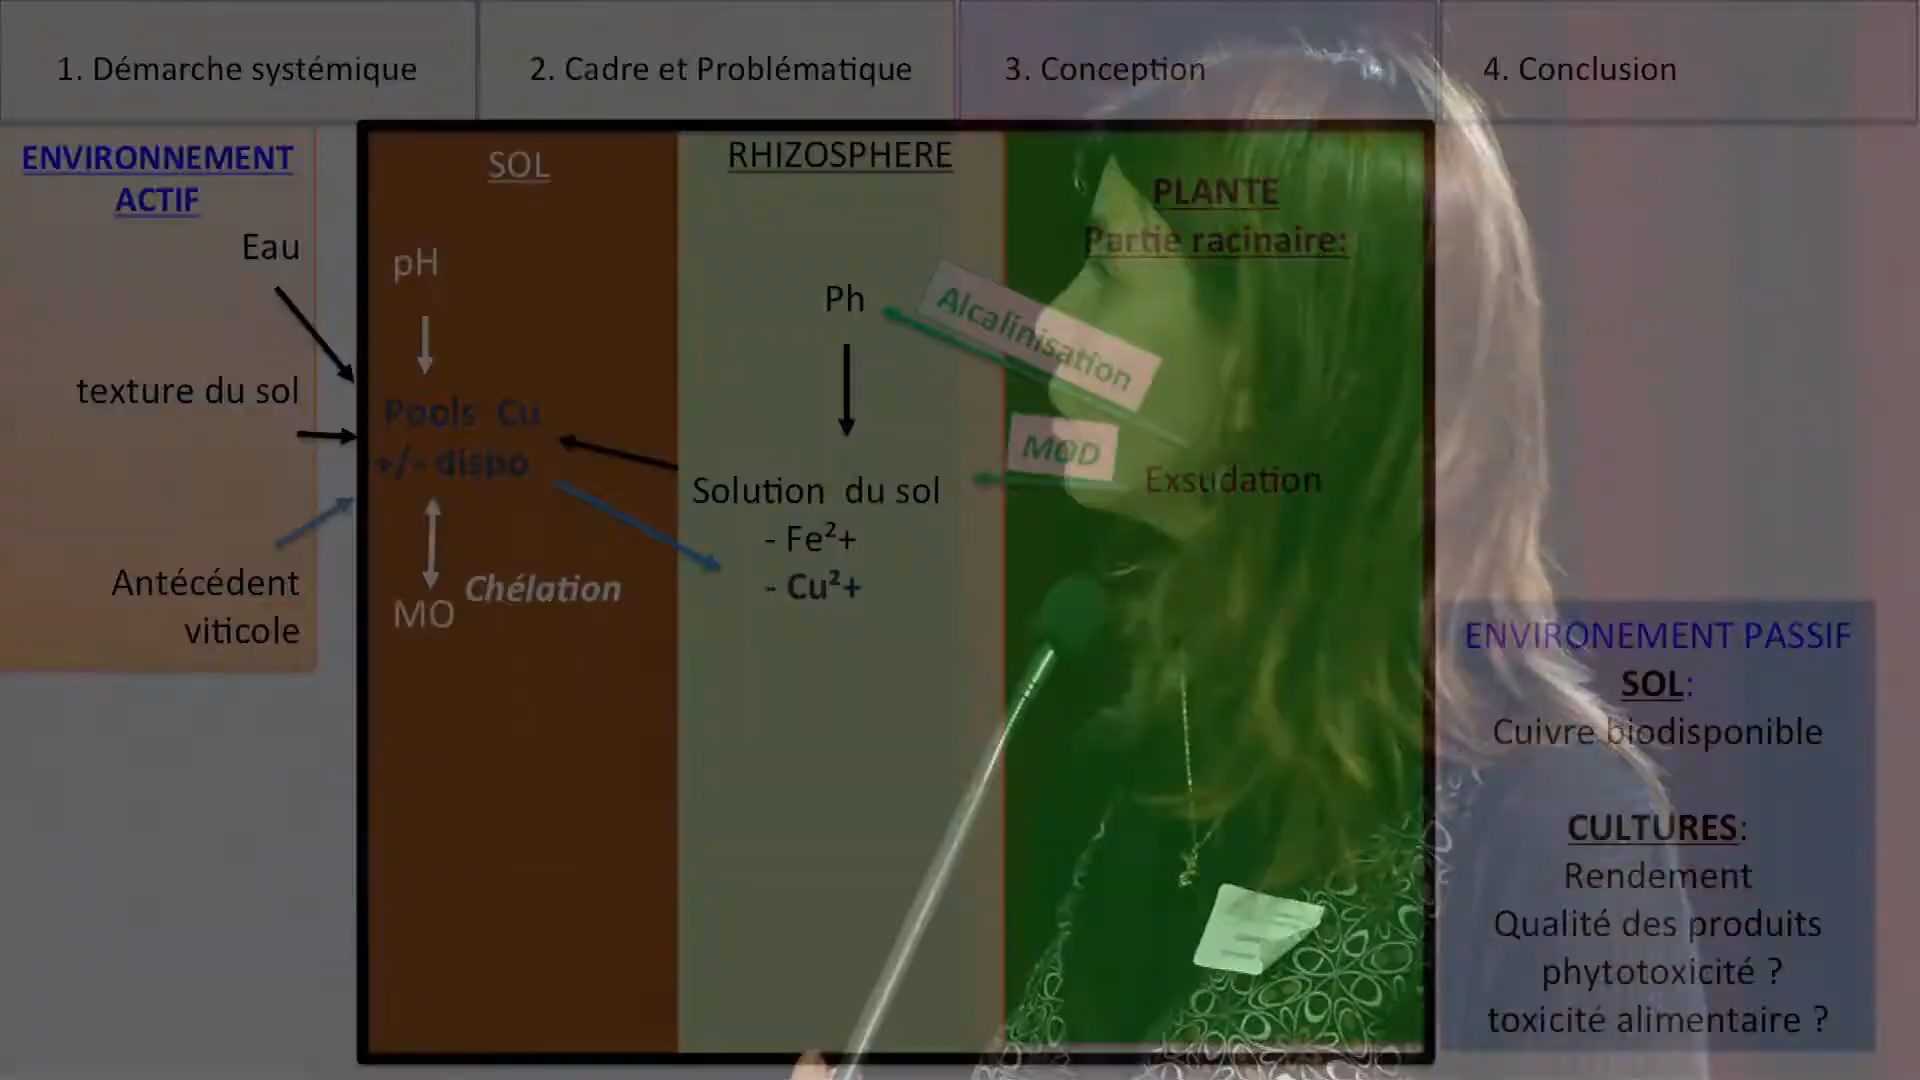 1. Démarche systémique
2. Cadre et Problématique
3. Conception
4. Conclusion
ENVIRONNEMENT
ACTIF
Eau
texture du sol
Antécédent
viticole
SOL
pH
Pools Cu
+/- dispo
MO
Chélation
RHIZOSPHERE
Ph
Solution du sol
- Fe²+
- Cu²+
PLANTE
Partie racinaire:
Alcalinisation
MOD
Exsudation
ENVIRONEMENT PASSIF
SOL:
Cuivre biodisponible
CULTURES:
Rendement
Qualité des produits
phytotoxicité ?
toxicité alimentaire ?